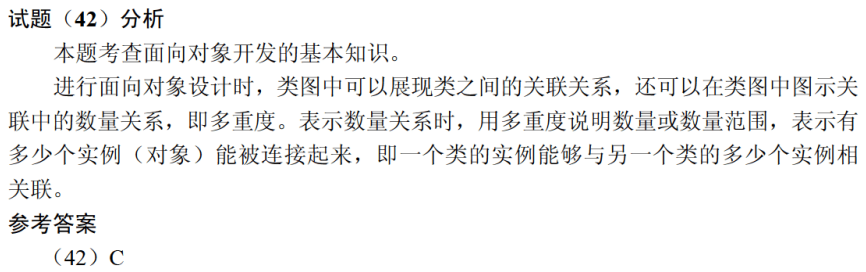 试题（42）分析
本题考查面向对象开发的基本知识。
进行面向对象设计时，类图中可以展现类之间的关联关系，还可以在类图中图示关
联中的数量关系，即多重度。表示数量关系时，用多重度说明数量或数量范围，表示有
多少个实例（对象）能被连接起来，即一个类的实例能够与另一个类的多少个实例相
关联。
参考答案
（42）C